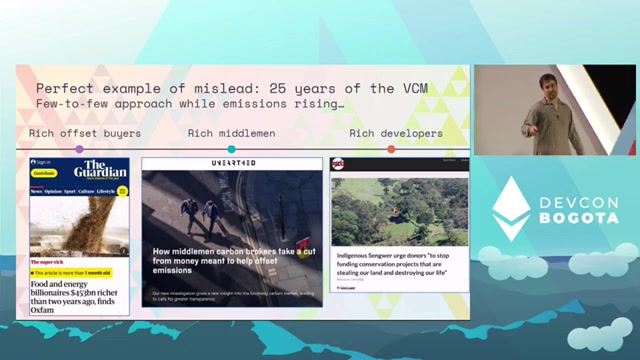 Perfect example of mislead: 25 years of the VCM
Few-to-few approach while emissions rising…
Rich offset buyers
Rich middlemen
Rich developers
Sign in
Contribute
The
Guardian
News Opinion Sport Culture Lifestyle
The super-rich
This article is more than 1 month old
Food and energy
billionaires $453bn richer
than two years ago, finds
Oxfam
UNEARTHED
How middlemen carbon brokers take a cut
from money meant to help offset
emissions
Our new investigation gives a new insight into the booming carbon market, leading
to calls for greater transparency
Indigenous Sengwer urge donors "to stop
funding conservation projects that are
stealing our land and destroying our life"
DEVCON
BOGOTA